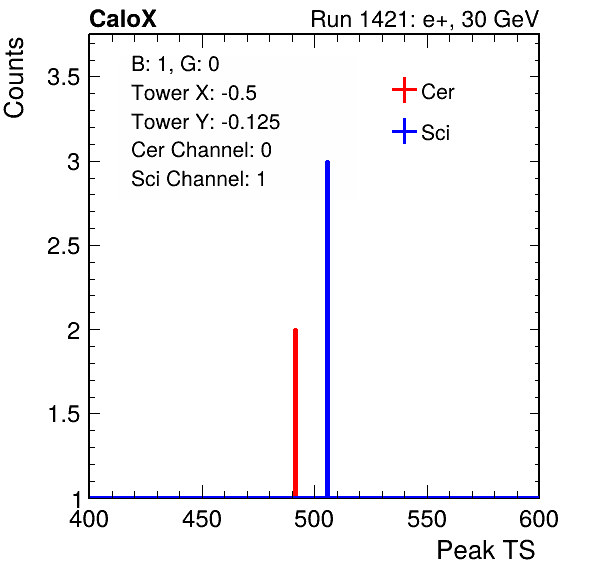 CaloX
Run 1421: e+, 30 GeV
Counts
3.5
3
2.5
2
1.5
1
B: 1, G: 0
Tower X: -0.5
Tower Y: -0.125
Cer Channel: 0
Sci Channel: 1
Cer
Sci
400
450
500
550
600
Peak TS